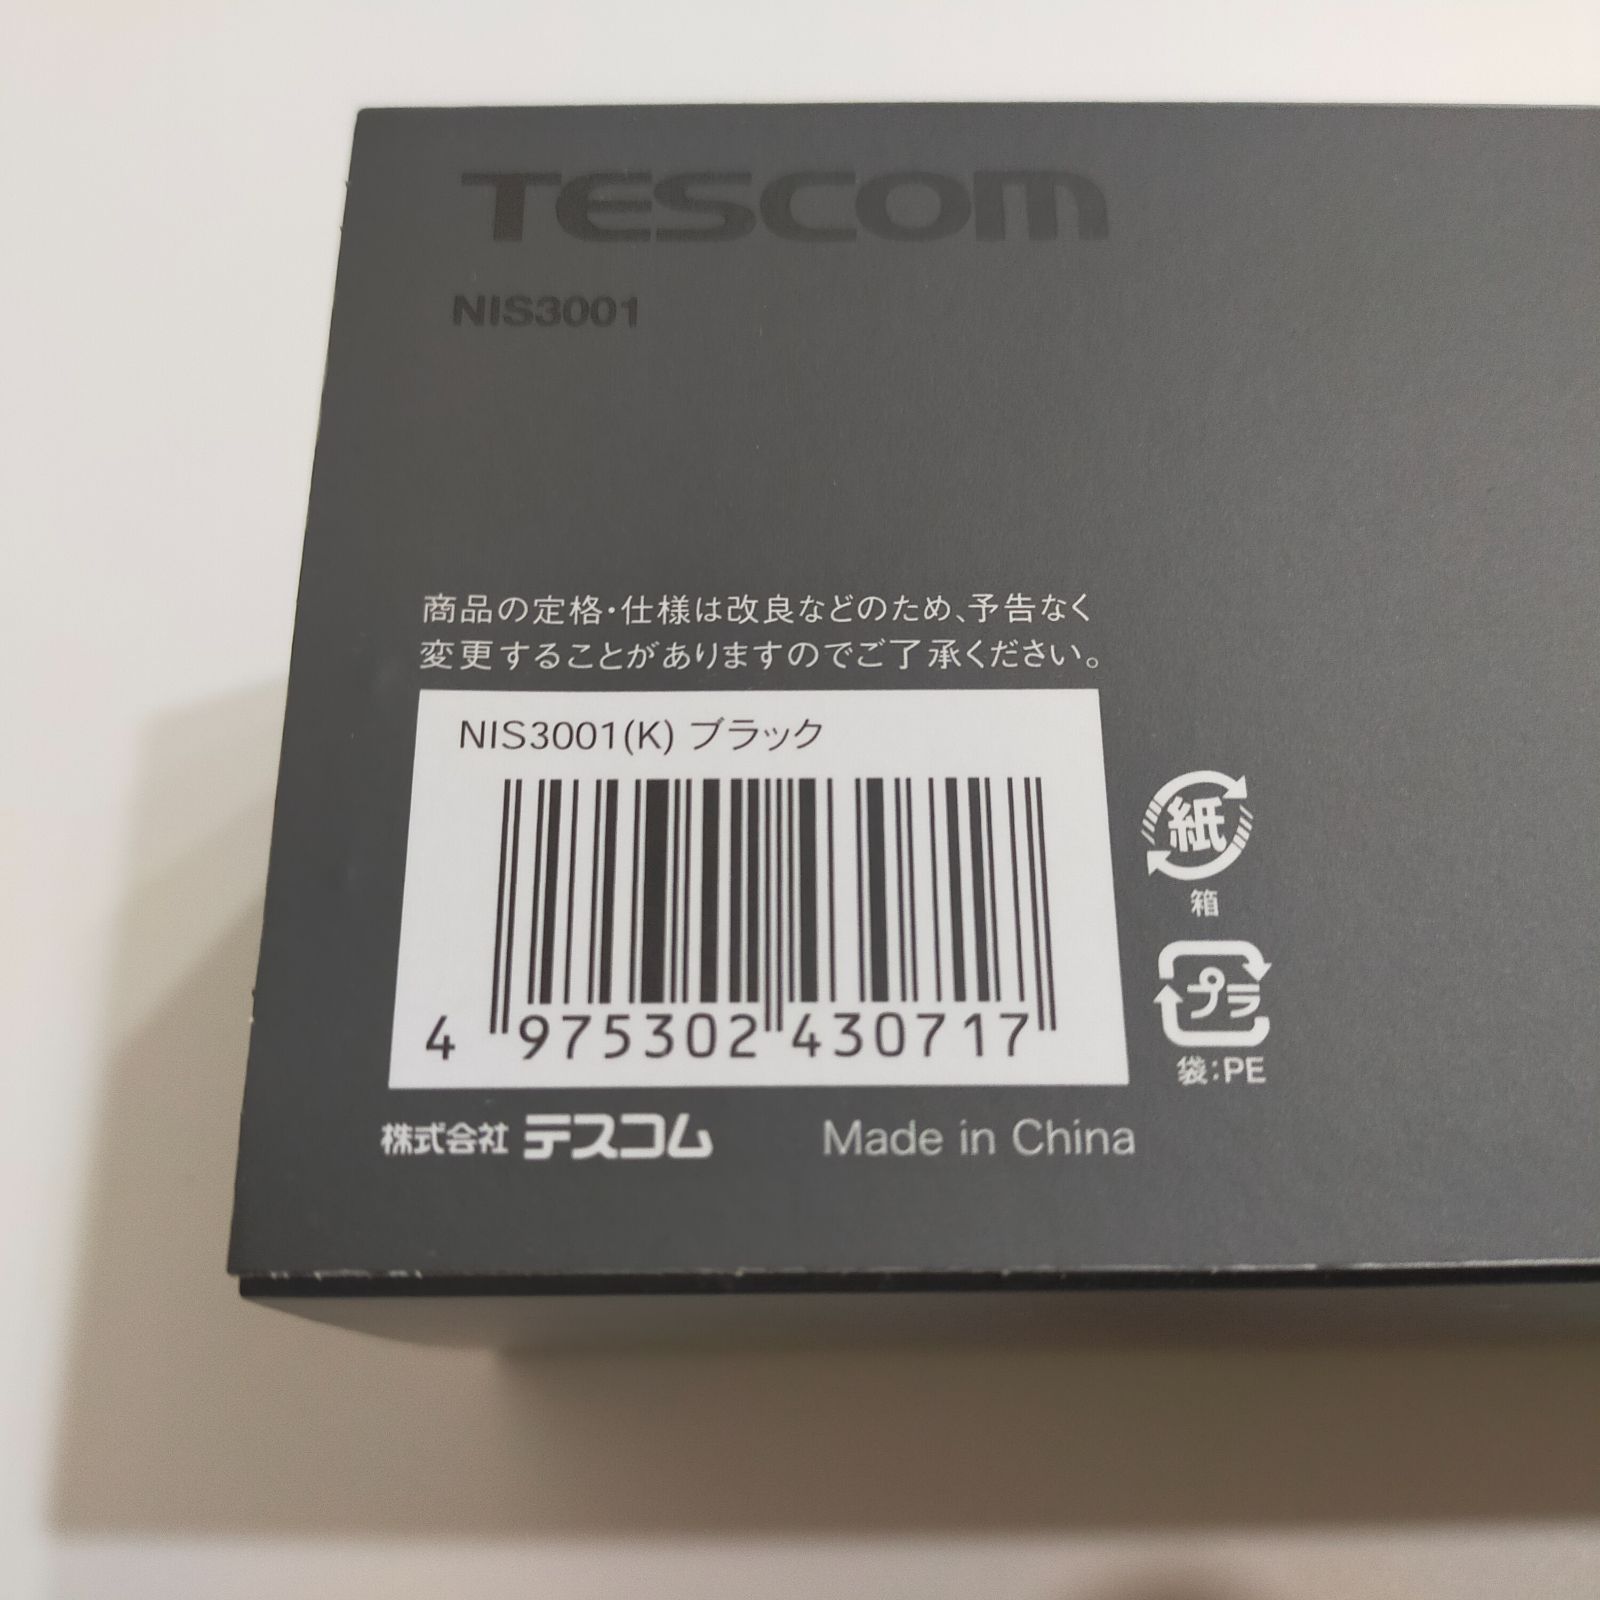 TESCOM
NIS3001
商品の定格・仕様は改良などのため、予告なく
変更することがありますのでご了承ください。
NIS3001(K) ブラック
4 975302 430717
紙
箱
プラ
袋:PE
株式会社 テスコム
Made in China